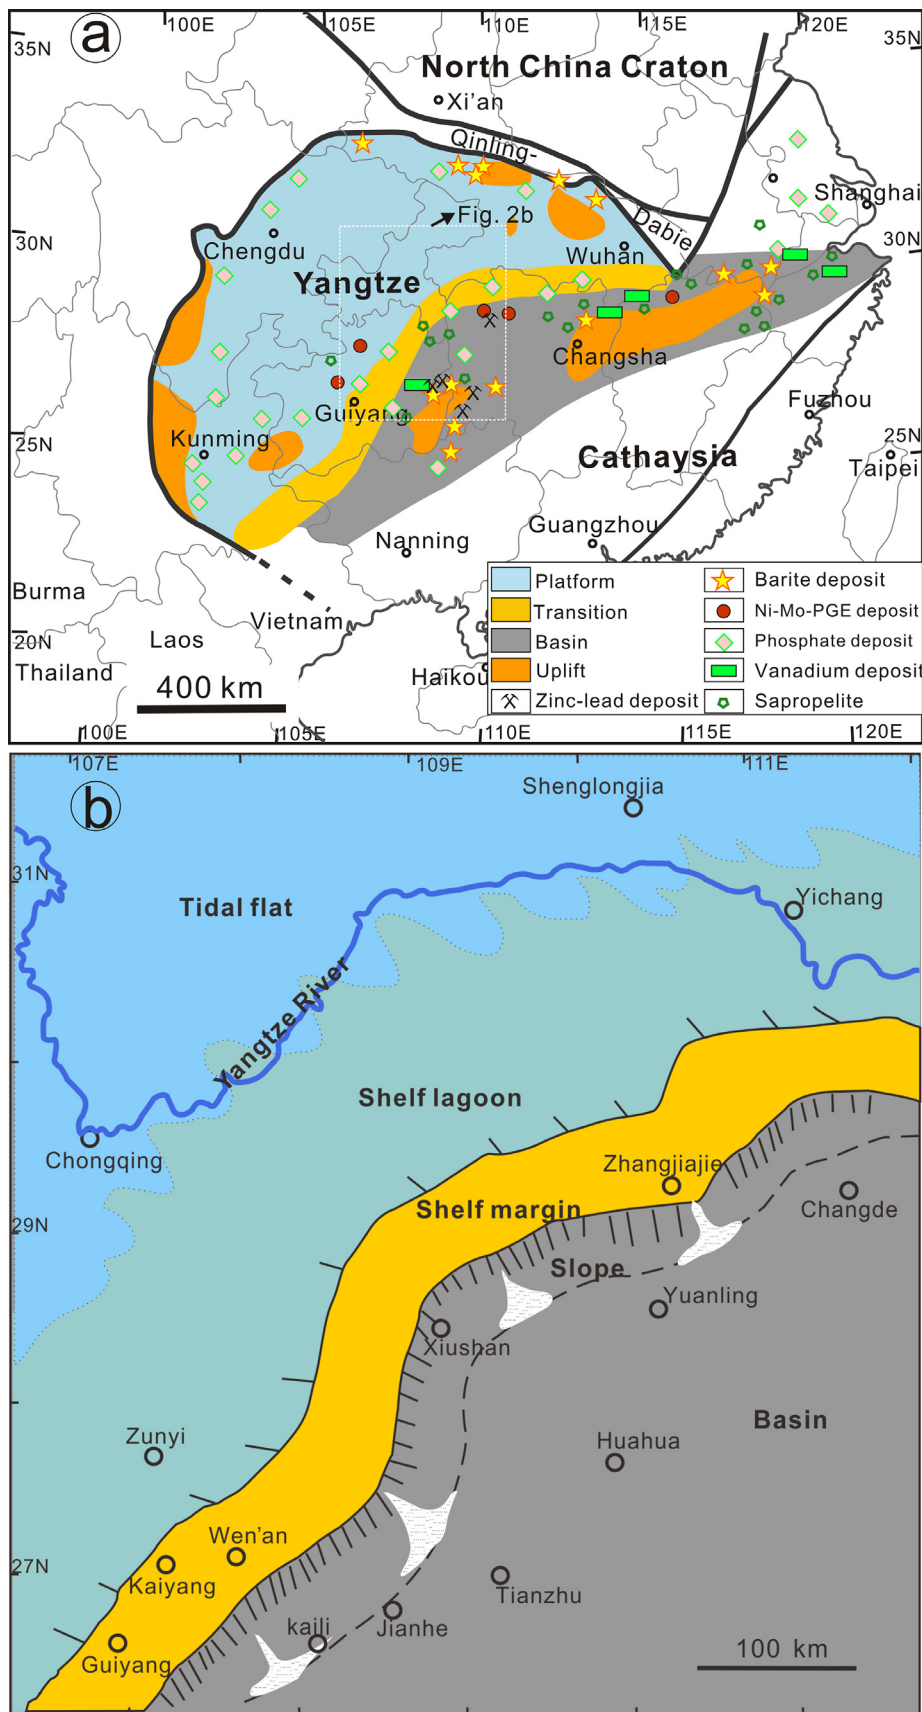 a
100E 105E 110E 115E 120E
35N 35N
North China Craton
Xi'an
Qinling-
Dabie
Shanghai
Fig. 2b
30N 30N
Chengdu
Wuhan
Yangtze
Changsha
Guiyang
Fuzhou
Kunming
25N 25N
Cathaysia
Taipei
Guangzhou
Nanning
Burma
Vietnam
Laos
20N
Thailand
Haikou
400 km
Platform
Transition
Basin
Uplift
Zinc-lead deposit
Barite deposit
Ni-Mo-PGE deposit
Phosphate deposit
Vanadium deposit
Sapropelite
100E 105E 110E 115E 120E
b
107E 109E 111E
Shenglongjia
31N
Tidal flat
Yichang
Yangtze River
Shelf lagoon
Chongqing
Zhangjiajie
Shelf margin
Changde
29N
Slope
Yuanling
Xiushan
Basin
Zunyi
Huahua
Wen'an
27N
Kaiyang
Tianzhu
kaili
Jianhe
Guiyang
100 km